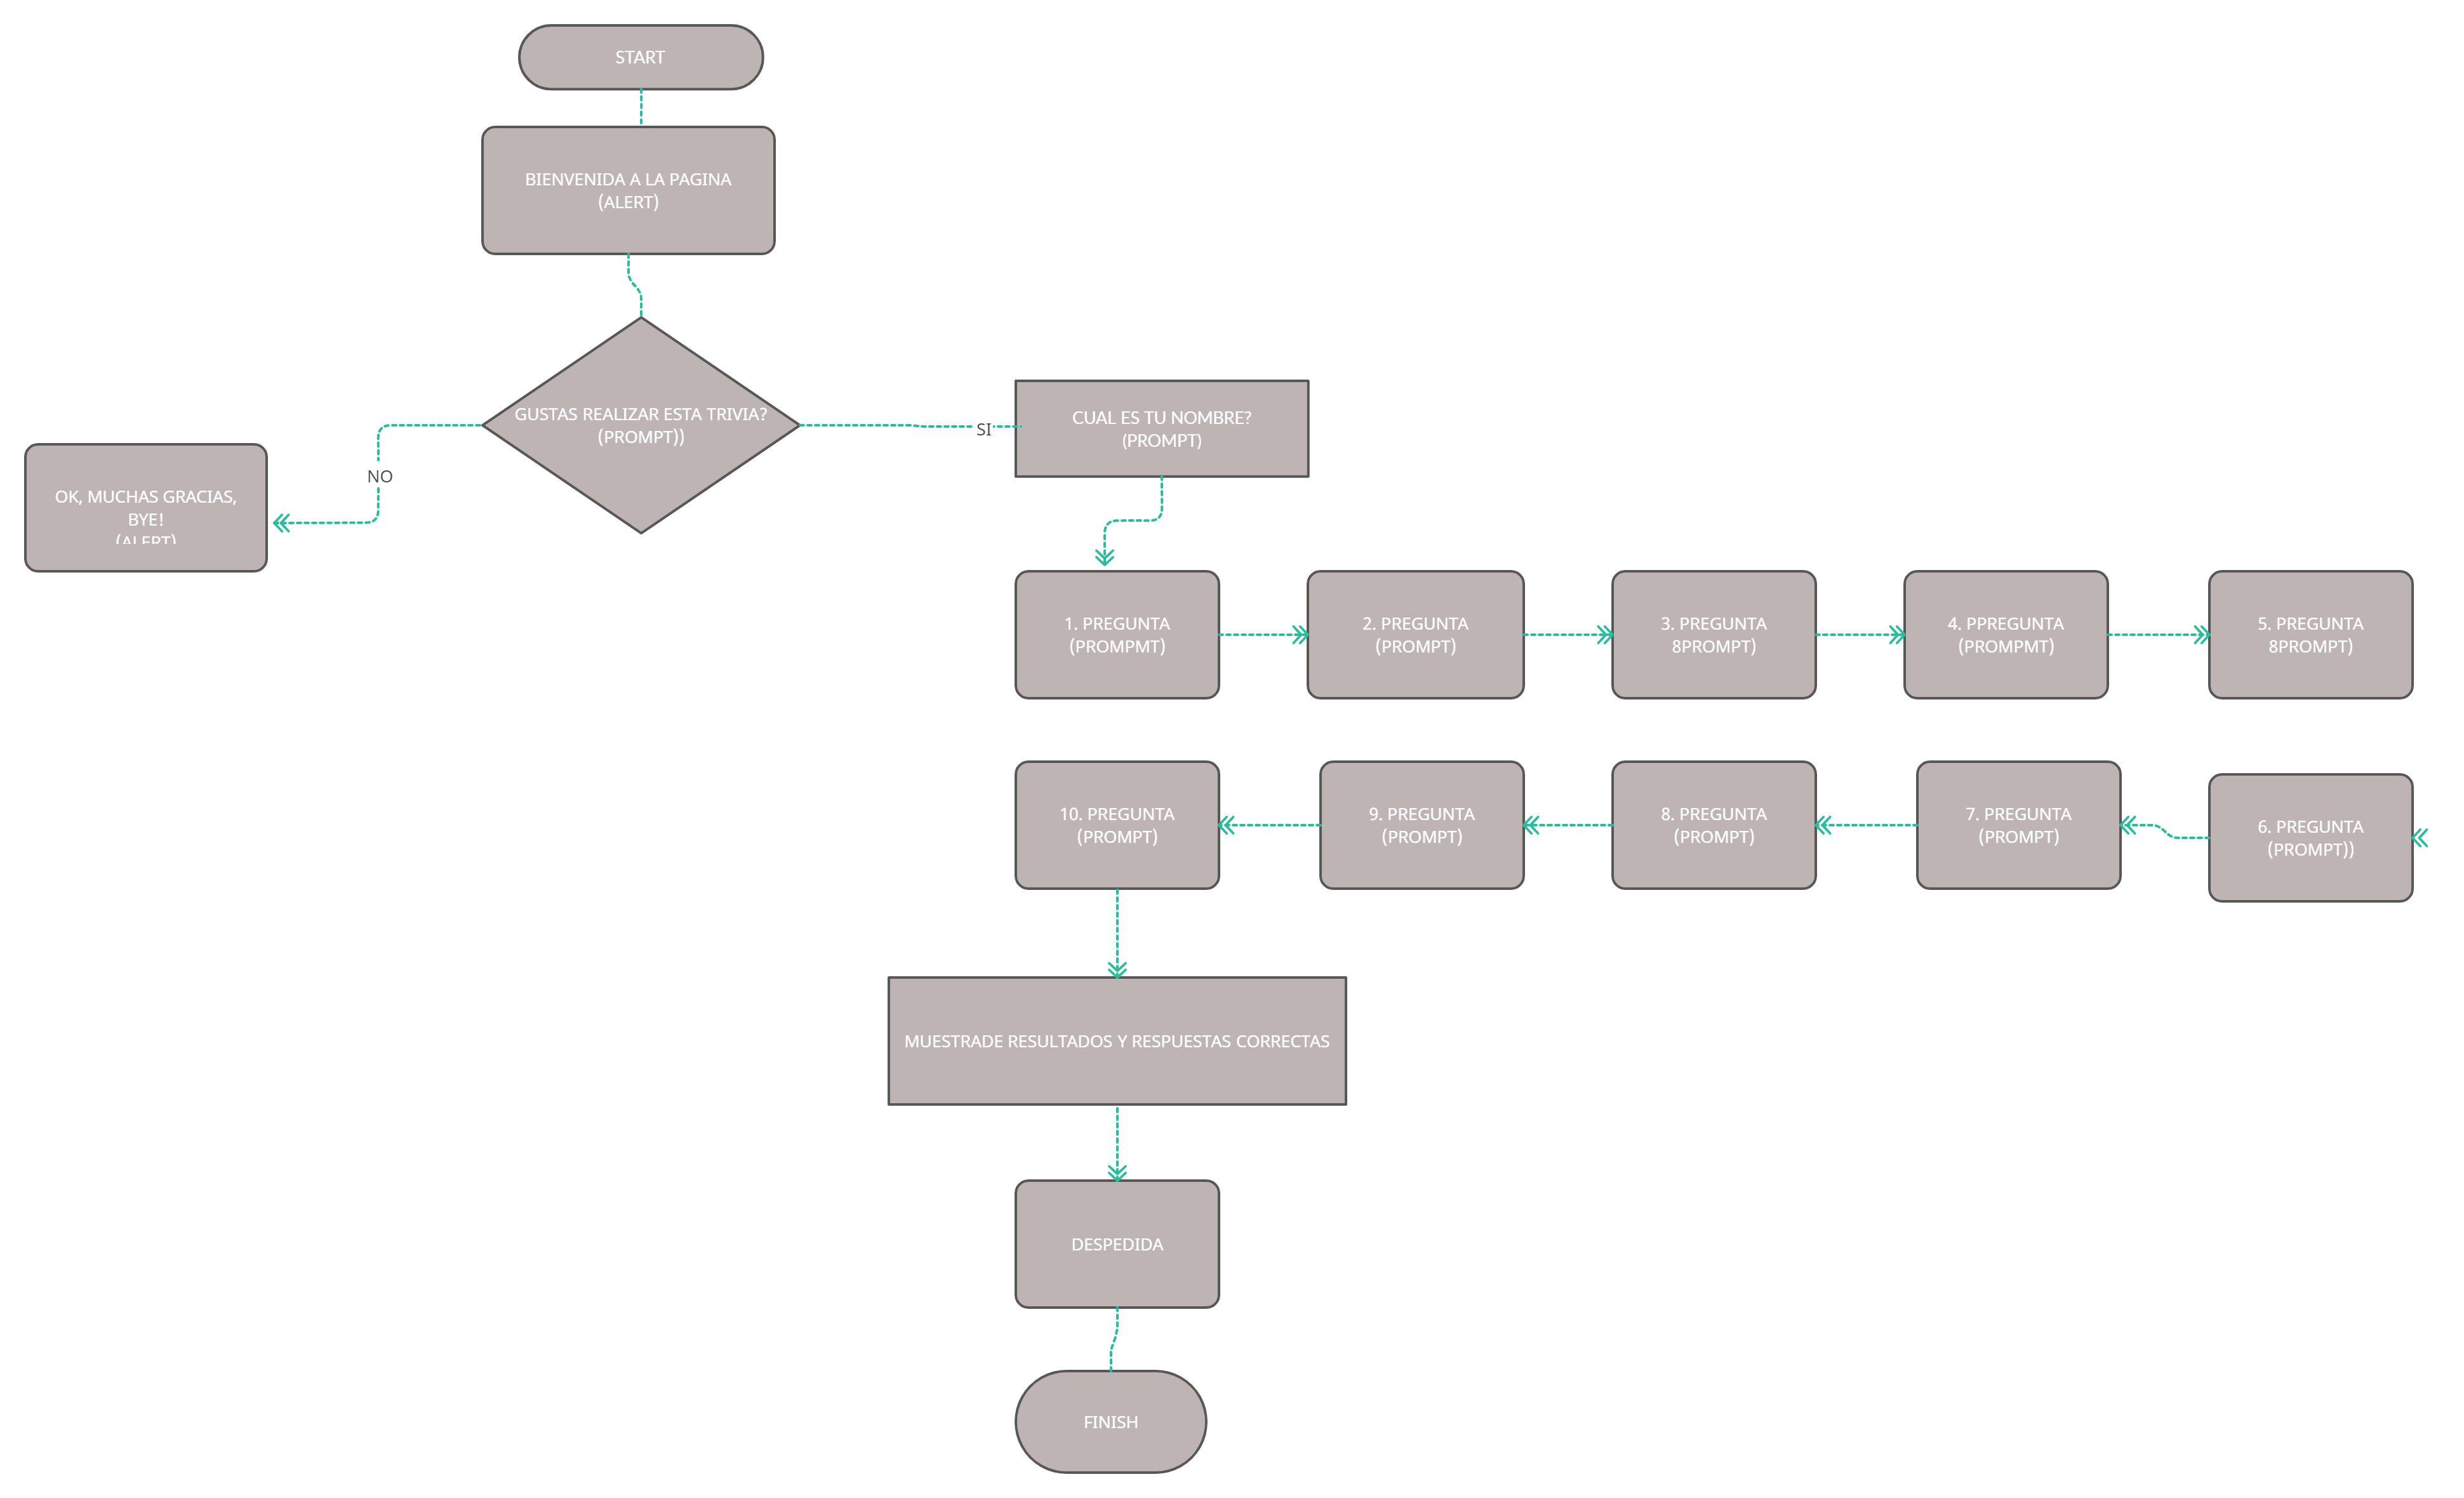 START
BIENVENIDA A LA PAGINA
(ALERT)
GUSTAS REALIZAR ESTA TRIVIA?
(PROMPT))
SI
CUAL ES TU NOMBRE?
(PROMPT)
NO
OK, MUCHAS GRACIAS,
BYE!
(ALERT)
1. PREGUNTA
(PROMPMT)
2. PREGUNTA
(PROMPT)
3. PREGUNTA
8PROMPT)
4. PPREGUNTA
(PROMPMT)
5. PREGUNTA
8PROMPT)
10. PREGUNTA
(PROMPT)
9. PREGUNTA
(PROMPT)
8. PREGUNTA
(PROMPT)
7. PREGUNTA
(PROMPT)
6. PREGUNTA
(PROMPT))
MUESTRADE RESULTADOS Y RESPUESTAS CORRECTAS
DESPEDIDA
FINISH